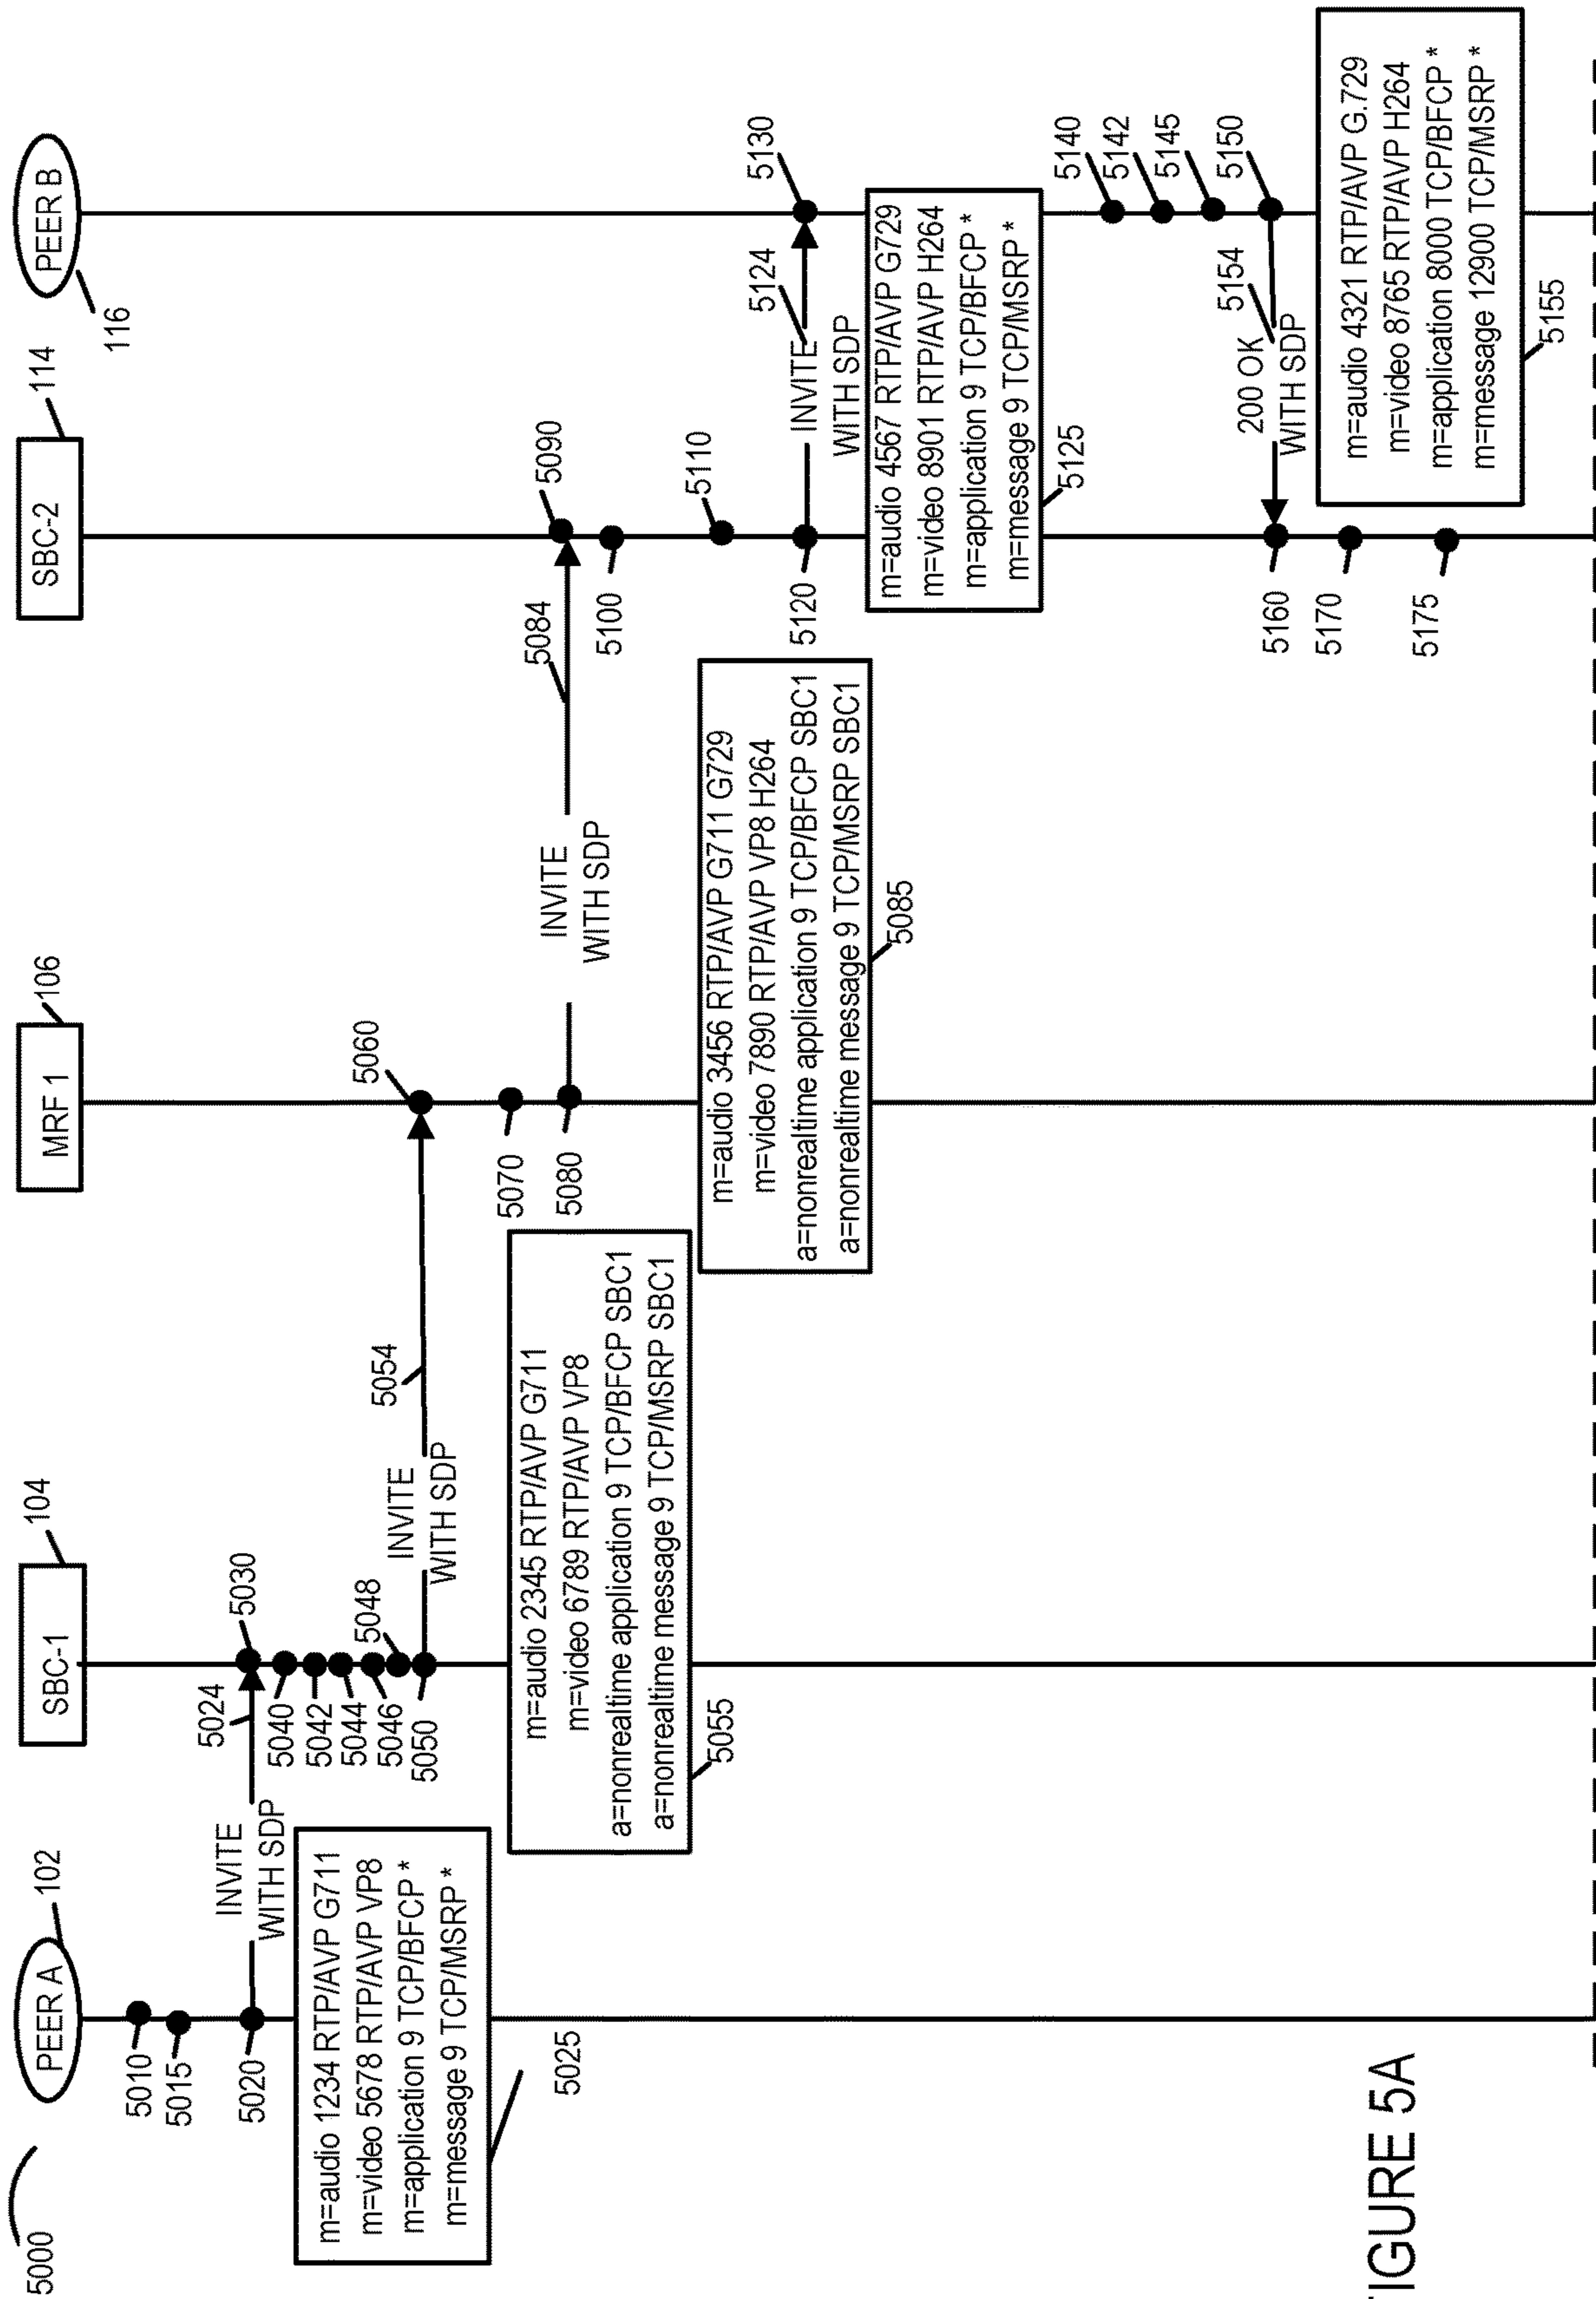 5000
PEER A
102
SBC-1
104
MRF 1
106
SBC-2
114
PEER B
116
5010
5015
5020
INVITE
WITH SDP
5024
5030
m=audio 1234 RTP/AVP G711
m=video 5678 RTP/AVP VP8
m=application 9 TCP/BFCP *
m=message 9 TCP/MSRP *
5025
5040
5042
5044
5046
5048
5050
INVITE
WITH SDP
5054
5060
m=audio 2345 RTP/AVP G711
m=video 6789 RTP/AVP VP8
a=nonrealtime application 9 TCP/BFCP SBC1
a=nonrealtime message 9 TCP/MSRP SBC1
5055
5070
5080
INVITE
WITH SDP
5084
5090
m=audio 3456 RTP/AVP G711 G729
m=video 7890 RTP/AVP VP8 H264
a=nonrealtime application 9 TCP/BFCP SBC1
a=nonrealtime message 9 TCP/MSRP SBC1
5085
5100
5110
5120
INVITE
WITH SDP
5124
5130
m=audio 4567 RTP/AVP G729
m=video 8901 RTP/AVP H264
m=application 9 TCP/BFCP *
m=message 9 TCP/MSRP *
5125
5140
5142
5145
5150
5154
200 OK
WITH SDP
5160
5170
5175
m=audio 4321 RTP/AVP G.729
m=video 8765 RTP/AVP H264
m=application 8000 TCP/BFCP *
m=message 12900 TCP/MSRP *
5155
IGURE 5A